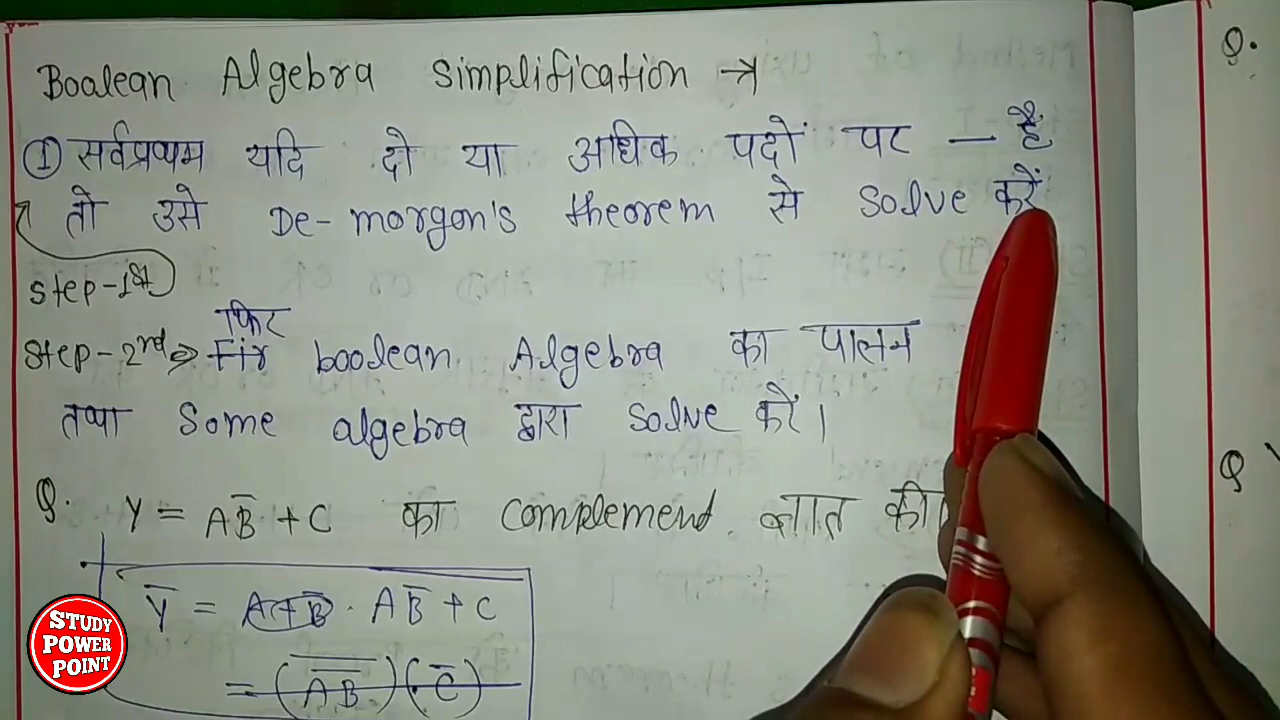 Boolean Algebra Simplification →
① सर्वप्रथम यदि दो या अधिक पदों पर — हैं
तो उसे De-morgon's theorem से solve करें
Step-1st
फिर
Step-2nd ⇒ Fir boolean Algebra का पालन
तथा Some algebra द्वारा solve करें।
Q. Y = AB̅ + C का complement ज्ञात की
Y̅ = A+B̅ · AB̅ + C
= (A̅B̅̅)(C̅)
Q.
Q
STUDY
POWER
POINT